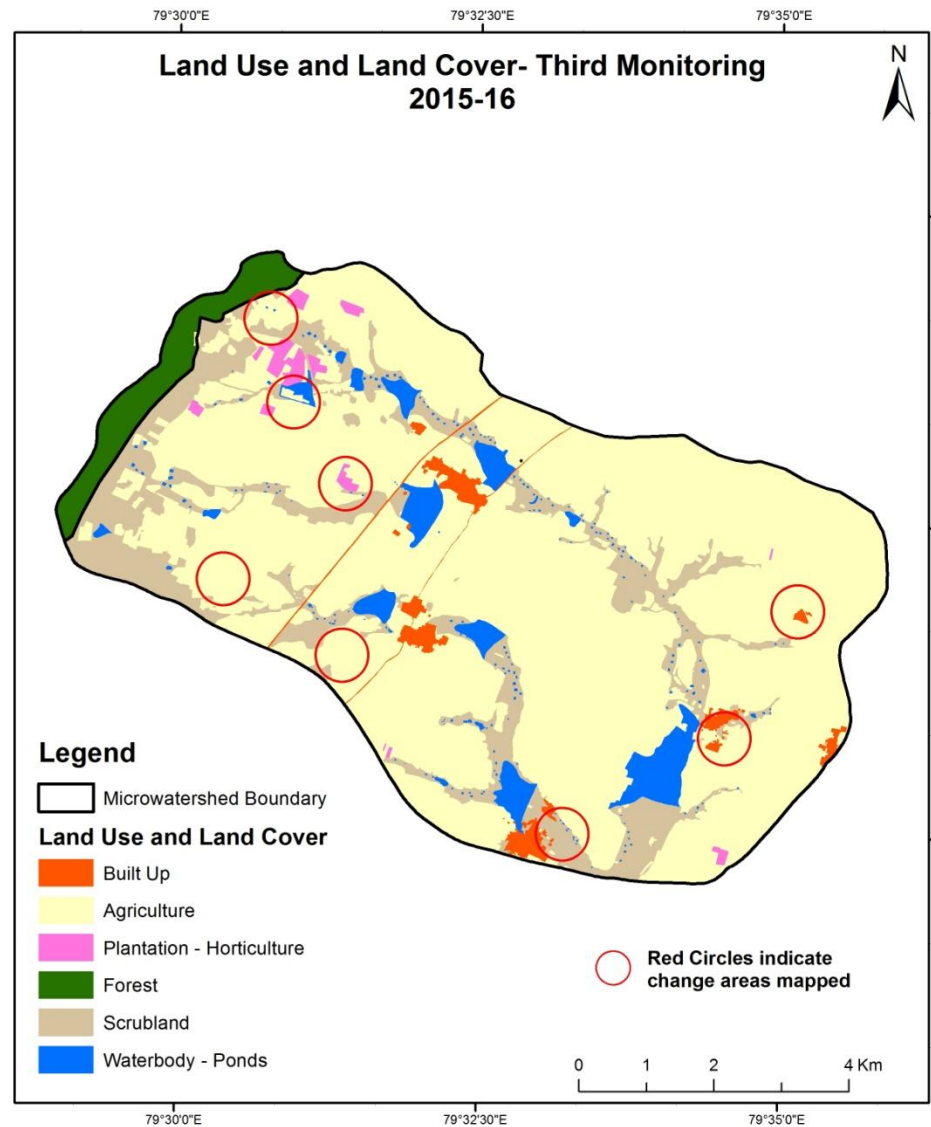 79°30'0"E
79°32'30"E
79°35'0"E
Land Use and Land Cover- Third Monitoring
2015-16
N
Legend
Microwatershed Boundary
Land Use and Land Cover
Built Up
Agriculture
Plantation - Horticulture
Forest
Scrubland
Waterbody - Ponds
Red Circles indicate
change areas mapped
0 1 2 4 Km
79°30'0"E
79°32'30"E
79°35'0"E